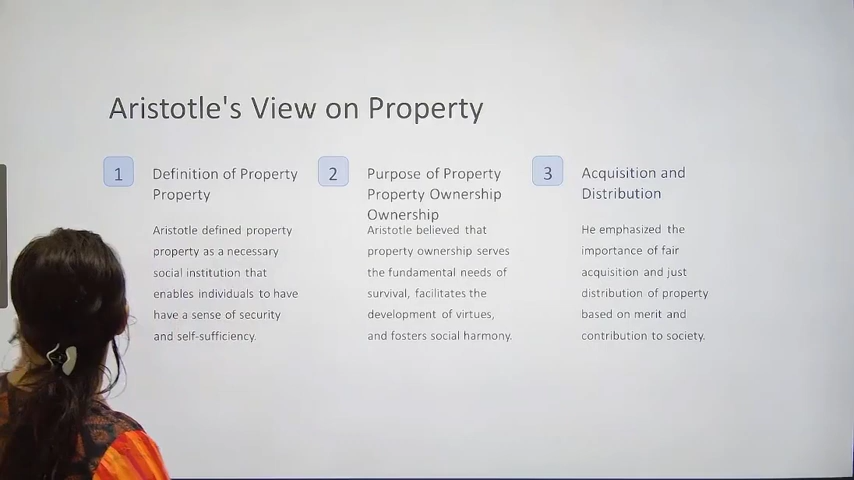 Aristotle's View on Property
1
Definition of Property
Property
Aristotle defined property
property as a necessary
social institution that
enables individuals to have
have a sense of security
and self-sufficiency.
2
Purpose of Property
Property Ownership
Ownership
Aristotle believed that
property ownership serves
the fundamental needs of
survival, facilitates the
development of virtues,
and fosters social harmony.
3
Acquisition and
Distribution
He emphasized the
importance of fair
acquisition and just
distribution of property
based on merit and
contribution to society.